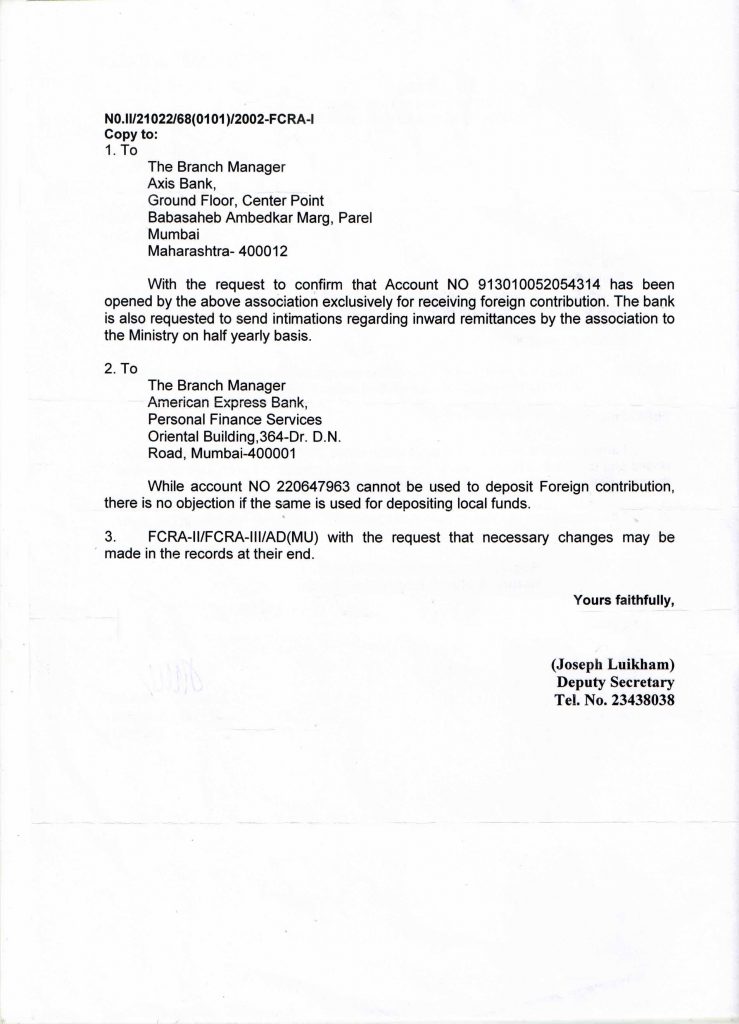 N0.II/21022/68(0101)/2002-FCRA-I
Copy to:
1. To
The Branch Manager
Axis Bank,
Ground Floor, Center Point
Babasaheb Ambedkar Marg, Parel
Mumbai
Maharashtra- 400012
With the request to confirm that Account NO 913010052054314 has been
opened by the above association exclusively for receiving foreign contribution. The bank
is also requested to send intimations regarding inward remittances by the association to
the Ministry on half yearly basis.
2. To
The Branch Manager
American Express Bank,
Personal Finance Services
Oriental Building,364-Dr. D.N.
Road, Mumbai-400001
While account NO 220647963 cannot be used to deposit Foreign contribution,
there is no objection if the same is used for depositing local funds.
3. FCRA-II/FCRA-III/AD(MU) with the request that necessary changes may be
made in the records at their end.
Yours faithfully,
(Joseph Luikham)
Deputy Secretary
Tel. No. 23438038